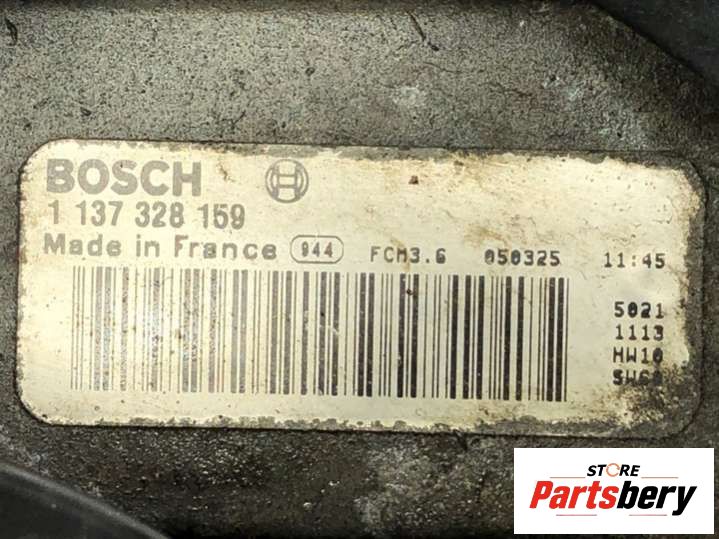 BOSCH
1 137 328 159
Made in France 944 FCM3.6 050325 11:45
5021
1113
HW10
STORE
Partsbery